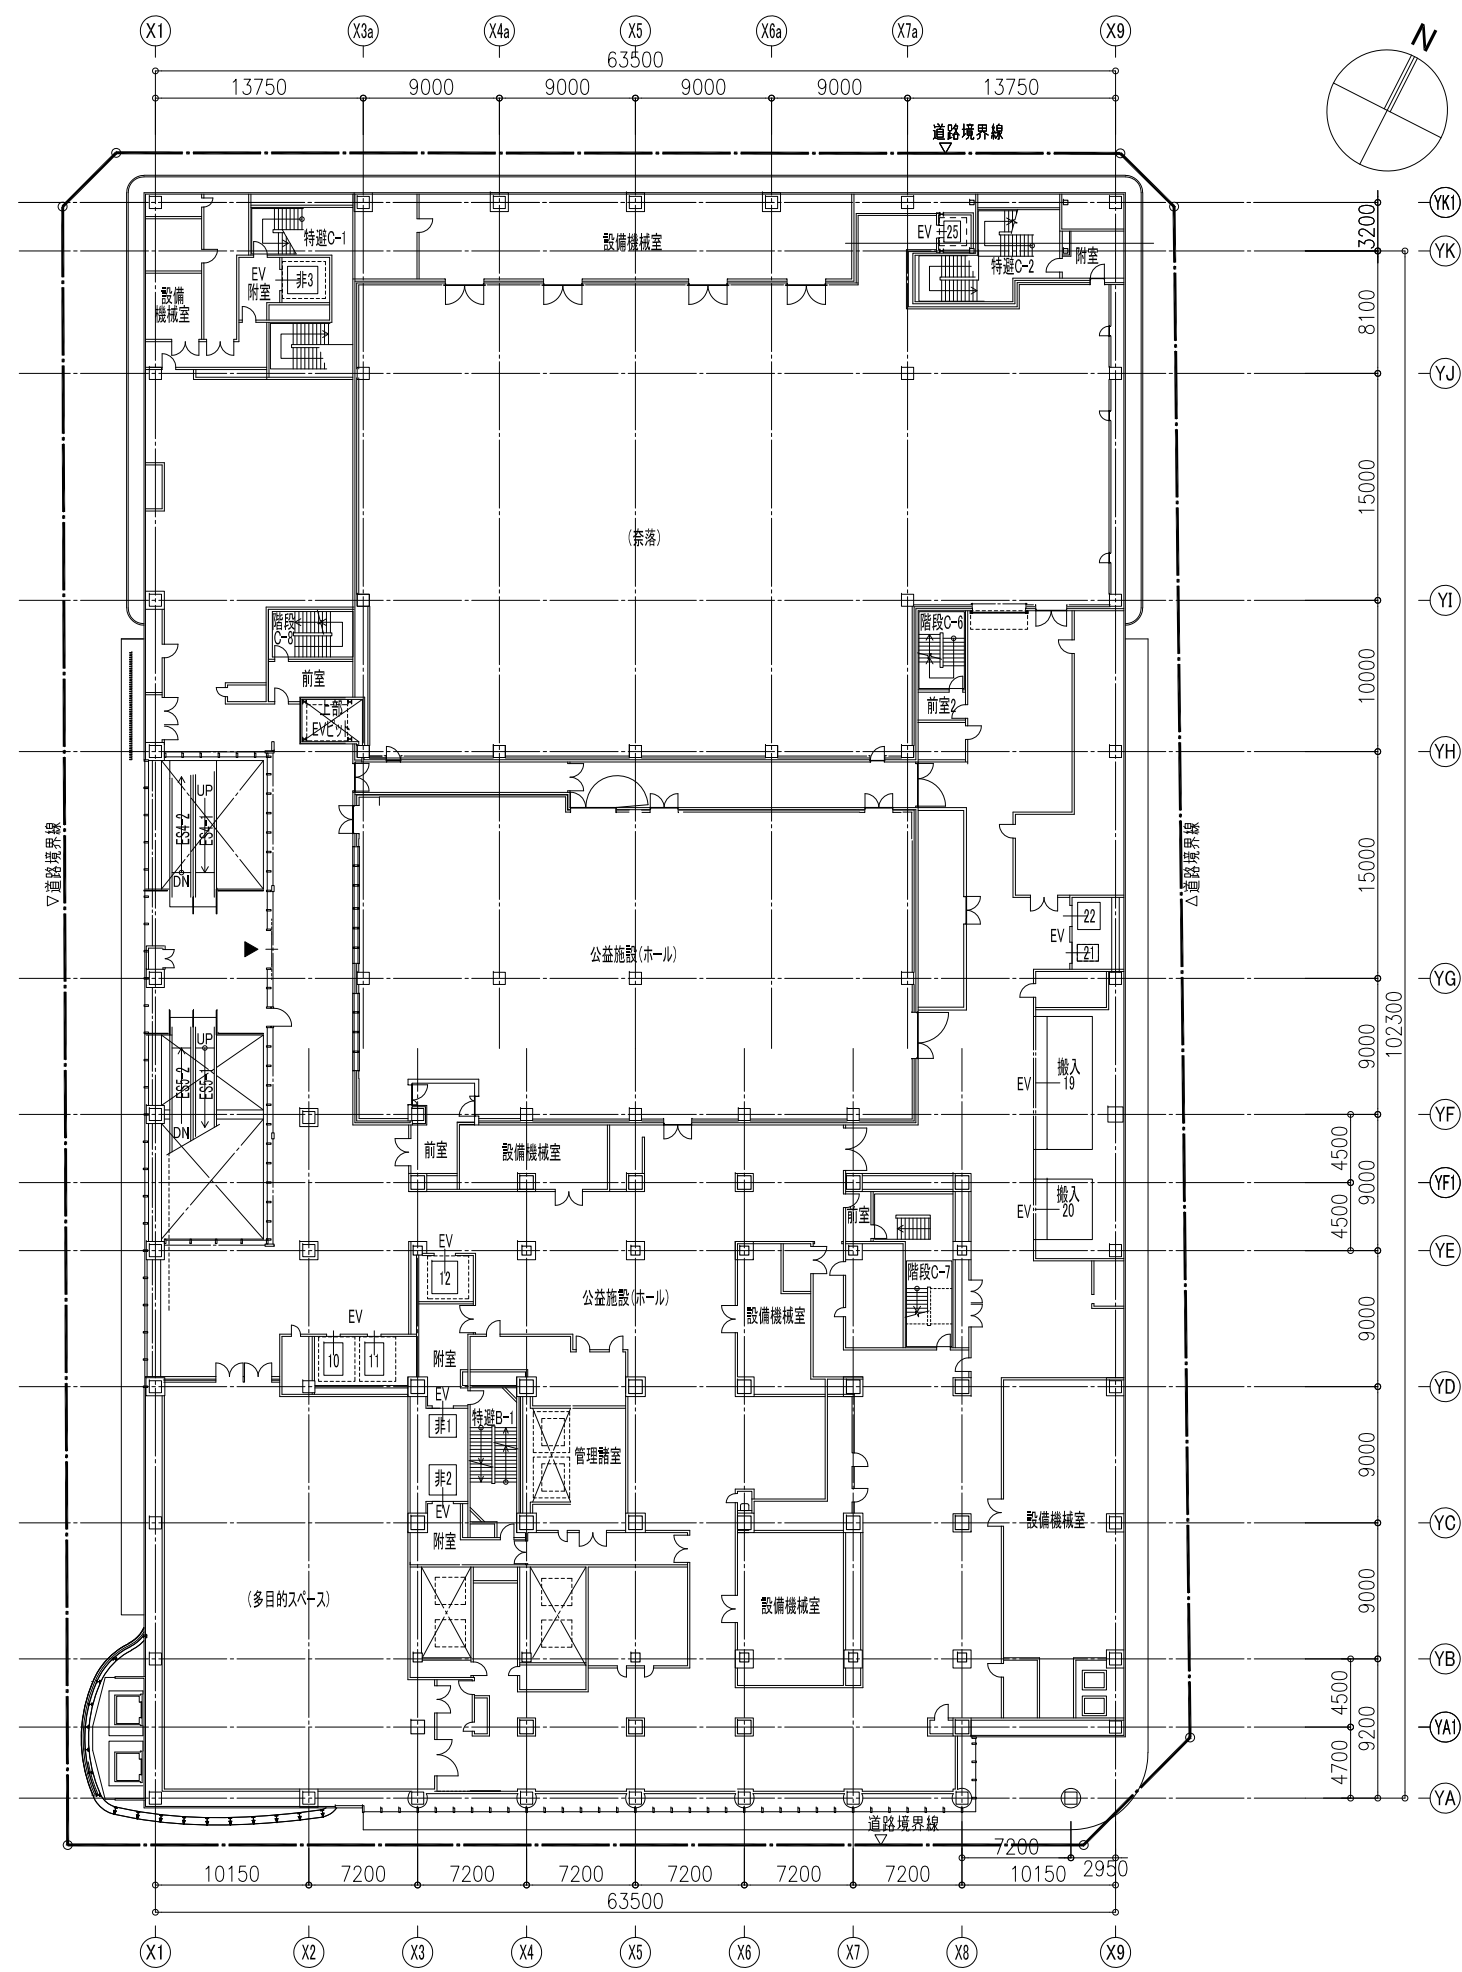 X1
X3a
X4a
X5
X6a
X7a
X9
N
63500
13750
9000
9000
9000
9000
13750
道路境界線
YK1
3200
特避C-1
設備機械室
EV
25
特避C-2
附室
YK
EV
附室
非3
設備
機械室
8100
YJ
15000
(奈落)
YI
階段
C-8
階段C-6
前室
前室2
10000
上部
EVピット
YH
UP
ES4-2
ES4-1
DN
▽道路境界線
△道路境界線
15000
22
EV
21
公益施設(ホール)
YG
102300
UP
ES5-2
ES5-1
DN
9000
搬入
19
EV
YF
前室
設備機械室
4500
9000
YF1
搬入
20
EV
前室
4500
YE
EV
12
階段C-7
公益施設(ホール)
設備機械室
9000
EV
10
11
附室
YD
EV
非1
特避B-1
管理諸室
9000
非2
EV
附室
設備機械室
YC
(多目的スペース)
設備機械室
9000
YB
4500
9200
YA1
4700
YA
道路境界線
7200
10150
7200
7200
7200
7200
7200
7200
10150
2950
63500
X1
X2
X3
X4
X5
X6
X7
X8
X9